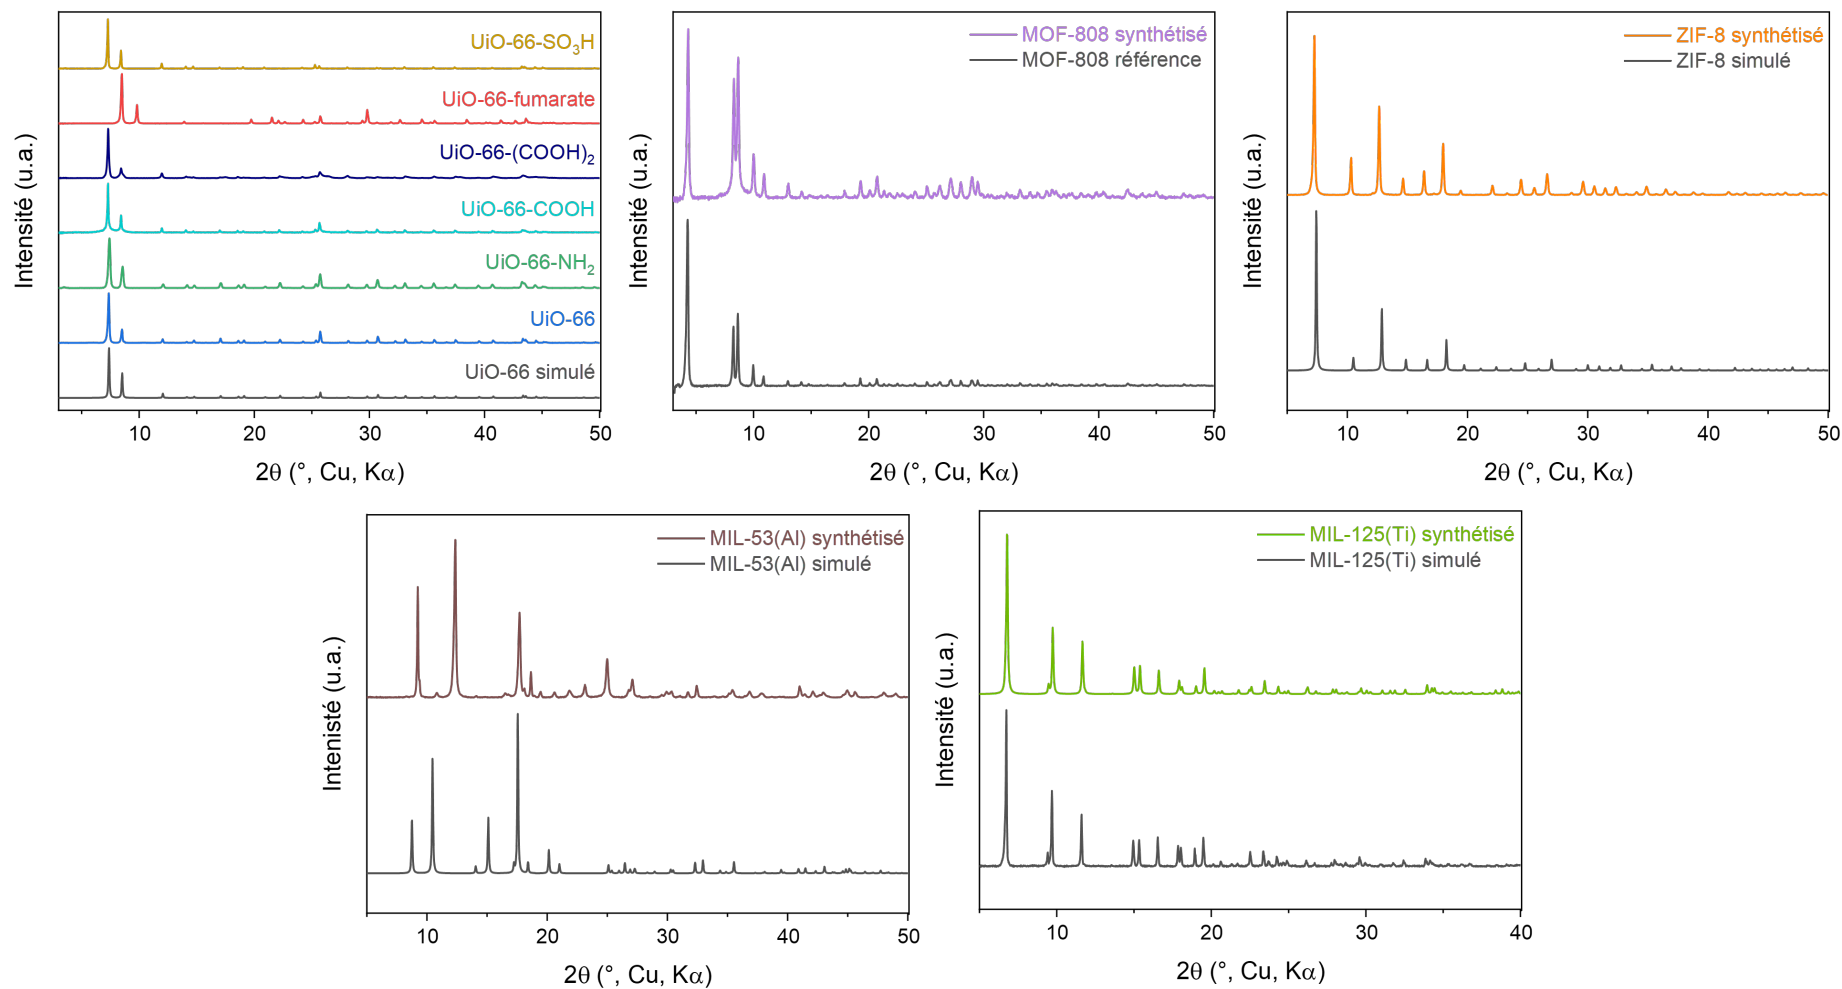 UiO-66-SO3H
UiO-66-fumarate
UiO-66-(COOH)2
UiO-66-COOH
UiO-66-NH2
UiO-66
UiO-66 simulé
Intensité (u.a.)
10 20 30 40 50
2θ (°, Cu, Kα)
MOF-808 synthétisé
MOF-808 référence
Intensité (u.a.)
10 20 30 40 50
2θ (°, Cu, Kα)
ZIF-8 synthétisé
ZIF-8 simulé
Intensité (u.a.)
10 20 30 40 50
2θ (°, Cu, Kα)
MIL-53(Al) synthétisé
MIL-53(Al) simulé
Intenisté (u.a.)
10 20 30 40 50
2θ (°, Cu, Kα)
MIL-125(Ti) synthétisé
MIL-125(Ti) simulé
Intensité (u.a.)
10 20 30 40
2θ (°, Cu, Kα)